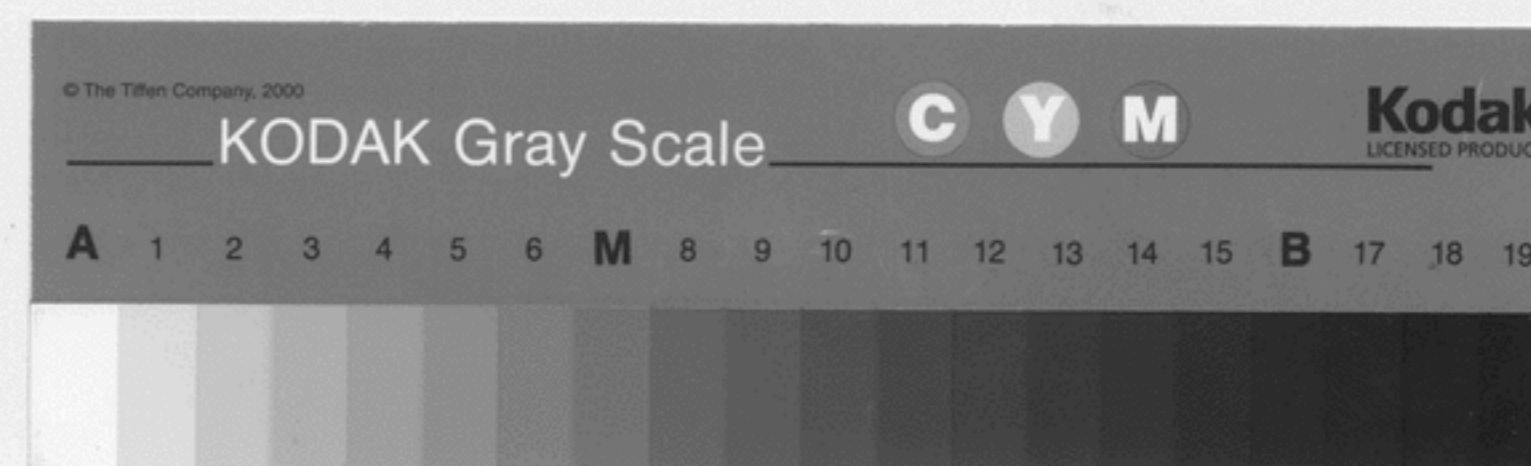 © The Tiffen Company, 2000
KODAK Gray Scale
C Y M
Kodak
LICENSED PRODUC
A 1 2 3 4 5 6 M 8 9 10 11 12 13 14 15 B 17 18 19